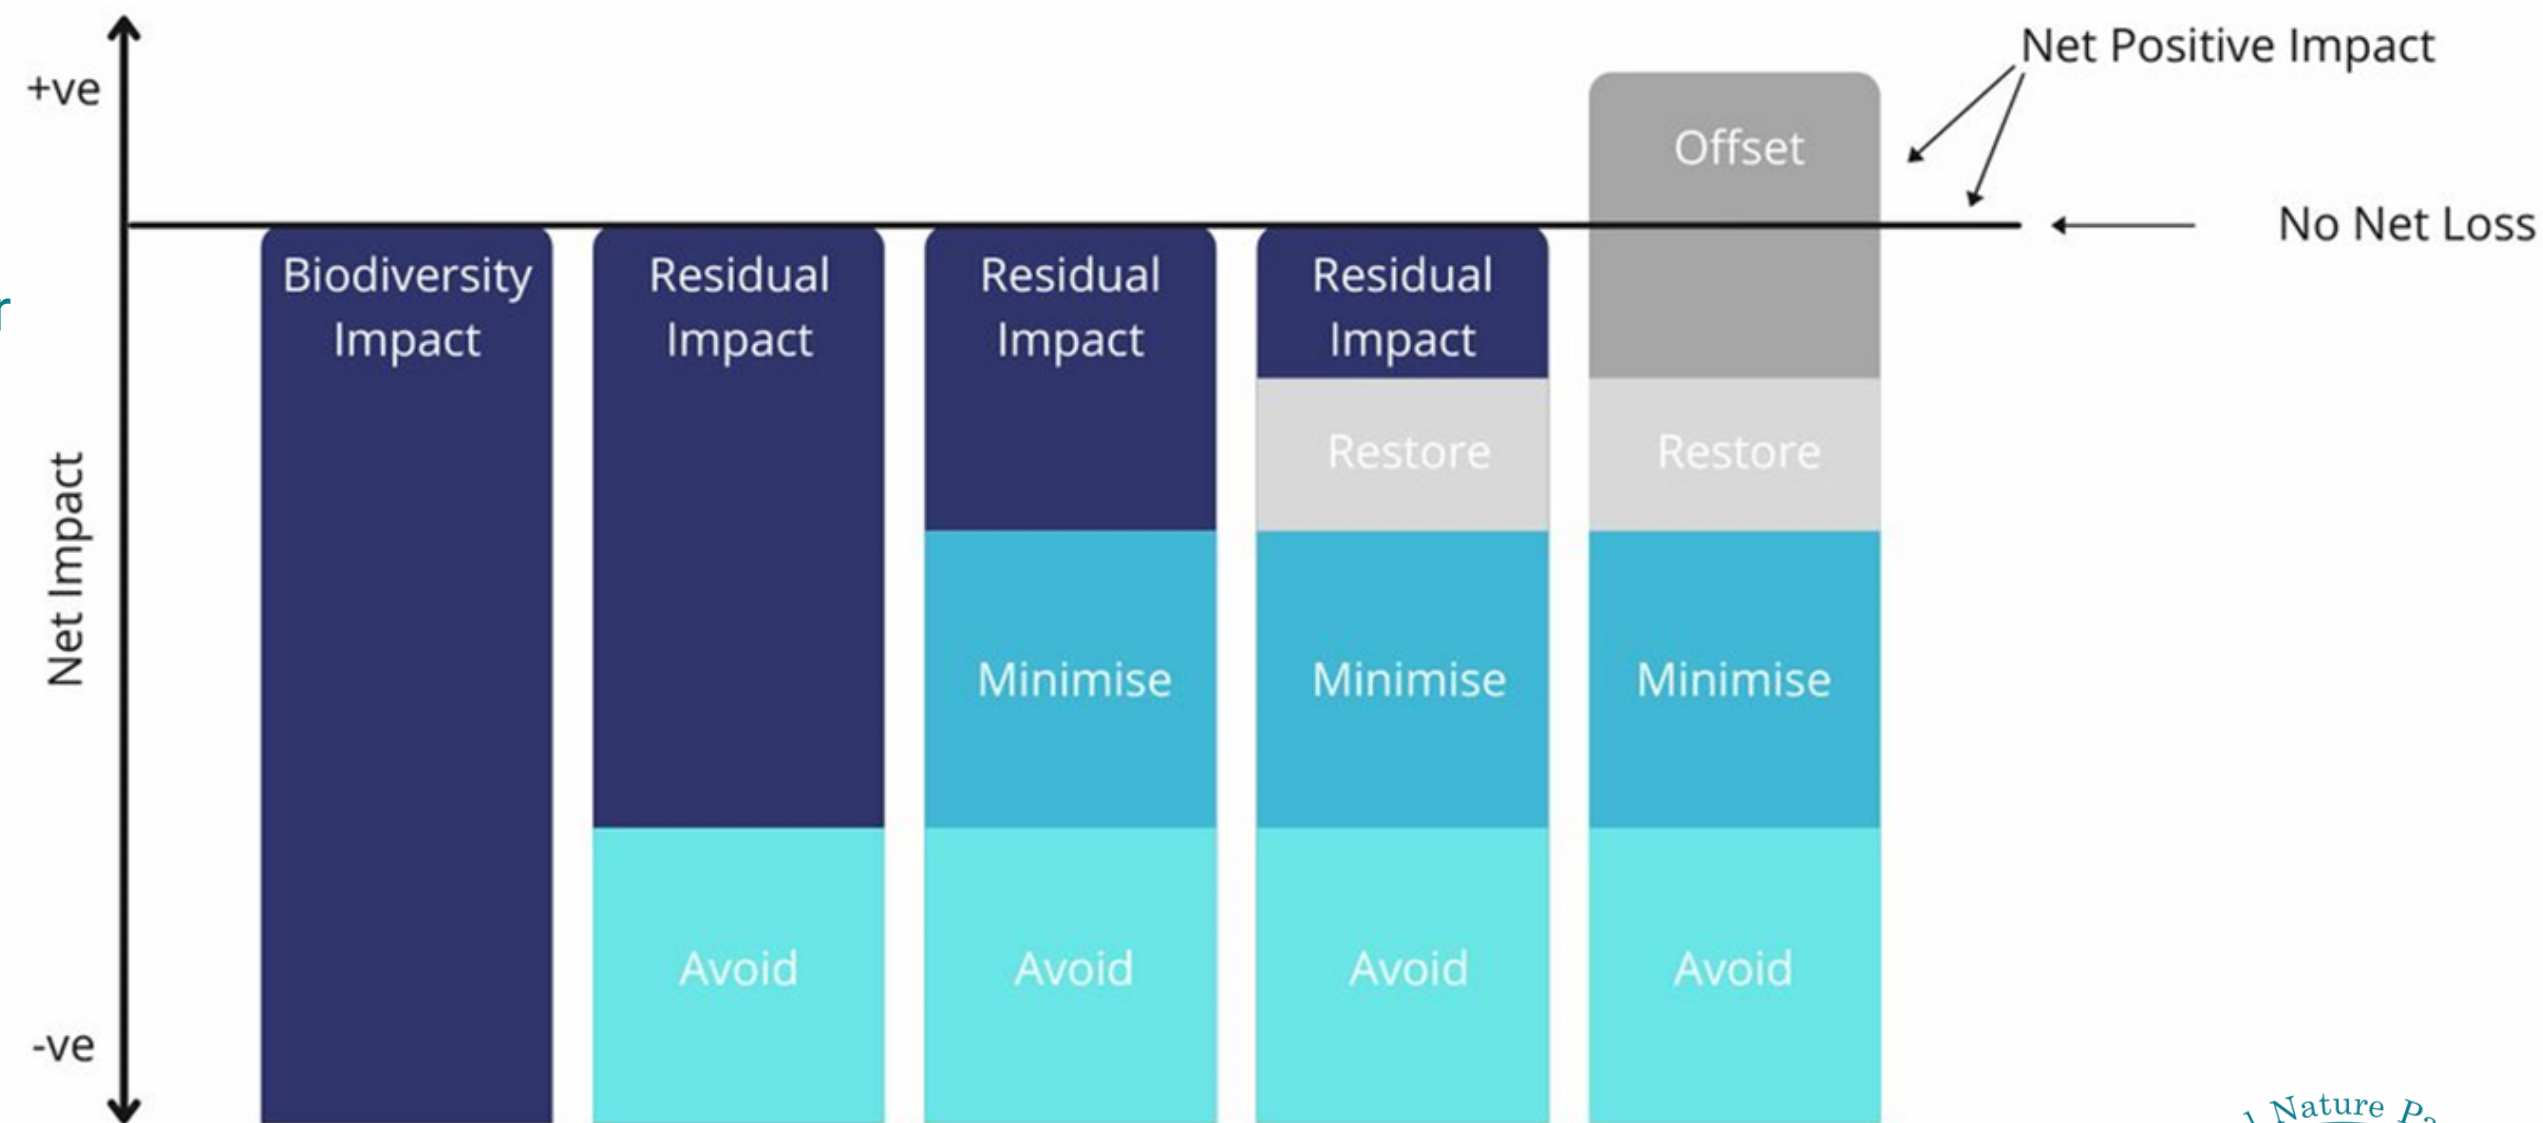 Net Positive Impact
+ve
Offset
No Net Loss
Biodiversity
Impact
Residual
Impact
Residual
Impact
Residual
Impact
Restore
Restore
Net Impact
Minimise
Minimise
Minimise
Avoid
Avoid
Avoid
Avoid
-ve
Nature